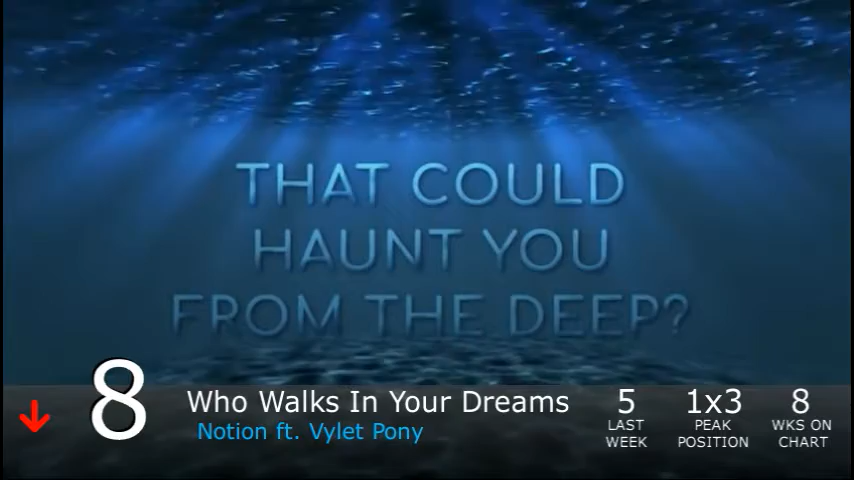 THAT COULD
HAUNT YOU
FROM THE DEEP?
8
Who Walks In Your Dreams
Notion ft. Vylet Pony
5
LAST
WEEK
1x3
PEAK
POSITION
8
WKS ON
CHART